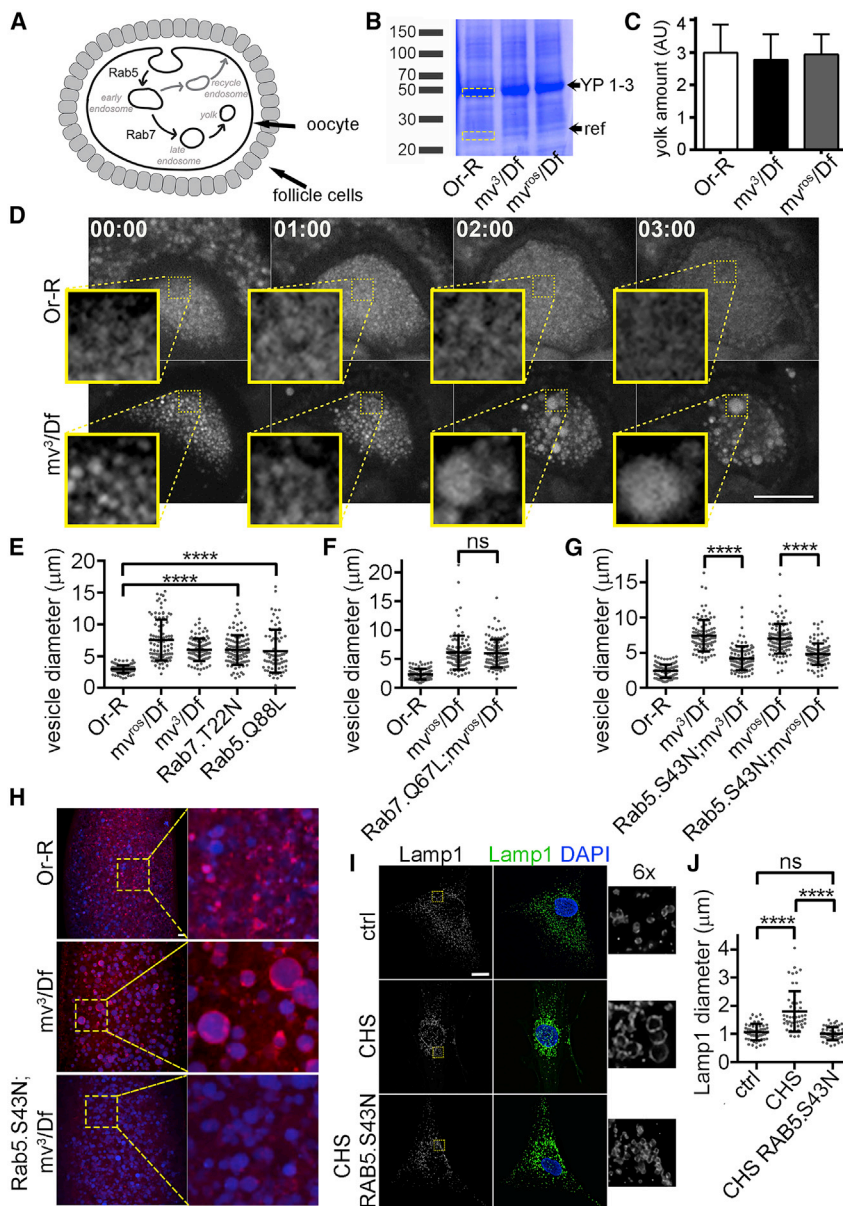 A
Rab5
early
endosome
recycle
endosome
Rab7
yolk
late
endosome
oocyte
follicle cells
B
150
100
70
50
30
20
YP 1-3
ref
Or-R
mv³/Df
mvʳᵒˢ/Df
C
yolk amount (AU)
4
3
2
1
0
Or-R
mv³/Df
mvʳᵒˢ/Df
D
00:00
01:00
02:00
03:00
Or-R
mv³/Df
E
vesicle diameter (μm)
20
15
10
5
0
****
****
Or-R
mvʳᵒˢ/Df
mv³/Df
Rab7.T22N
Rab5.Q88L
F
vesicle diameter (μm)
20
15
10
5
0
ns
Or-R
mvʳᵒˢ/Df
Rab7.Q67L;mvʳᵒˢ/Df
G
vesicle diameter (μm)
15
10
5
0
****
****
Or-R
mv³/Df
Rab5.S43N;mv³/Df
mvʳᵒˢ/Df
Rab5.S43N;mvʳᵒˢ/Df
H
Or-R
mv³/Df
Rab5.S43N;
mv³/Df
I
Lamp1
Lamp1 DAPI
6x
ctrl
CHS
CHS
RAB5.S43N
J
Lamp1 diameter (μm)
4
3
2
1
0
ns
****
****
ctrl
CHS
CHS RAB5.S43N